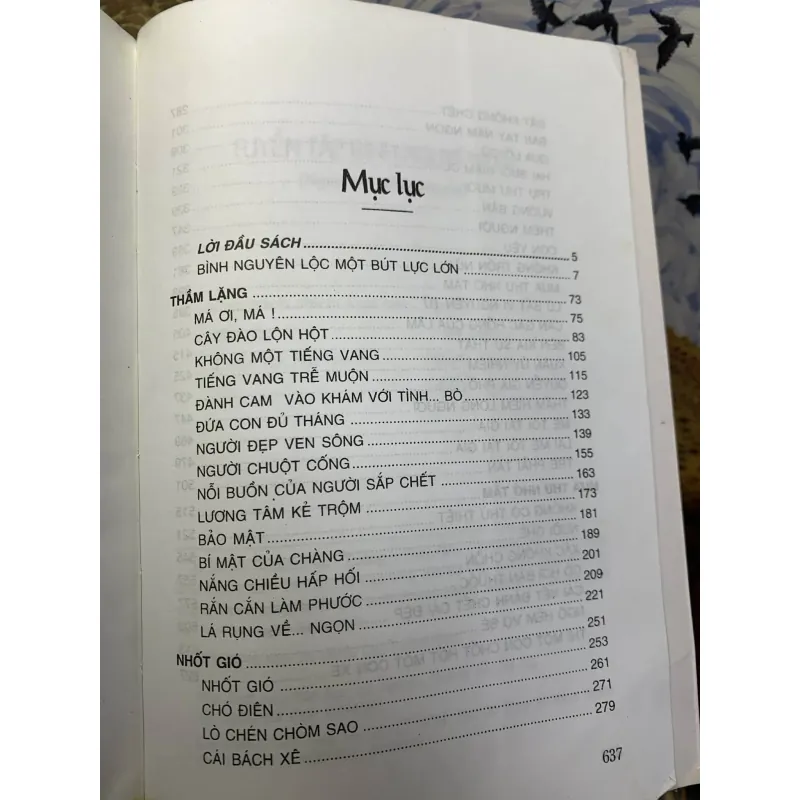 Mục lục
LỜI ĐẦU SÁCH ........ 5
BÌNH NGUYÊN LỘC MỘT BÚT LỰC LỚN ........ 7
THẦM LẶNG ........ 73
MÁ ƠI, MÁ ! ........ 75
CÂY ĐÀO LỘN HỘT ........ 83
KHÔNG MỘT TIẾNG VANG ........ 105
TIẾNG VANG TRỄ MUỘN ........ 115
ĐÀNH CAM VÀO KHÁM VỚI TÌNH... BÒ ........ 123
ĐỨA CON ĐỦ THÁNG ........ 133
NGƯỜI ĐẸP VEN SÔNG ........ 139
NGƯỜI CHUỘT CỐNG ........ 155
NỖI BUỒN CỦA NGƯỜI SẮP CHẾT ........ 163
LƯƠNG TÂM KẺ TRỘM ........ 173
BẢO MẬT ........ 181
BÍ MẬT CỦA CHÀNG ........ 189
NẮNG CHIỀU HẤP HỐI ........ 201
RẮN CẮN LÀM PHƯỚC ........ 209
LÁ RỤNG VỀ... NGỌN ........ 221
NHỐT GIÓ ........ 251
NHỐT GIÓ ........ 253
CHÓ ĐIÊN ........ 261
LÒ CHÉN CHÒM SAO ........ 271
CÁI BÁCH XÊ ........ 279
637